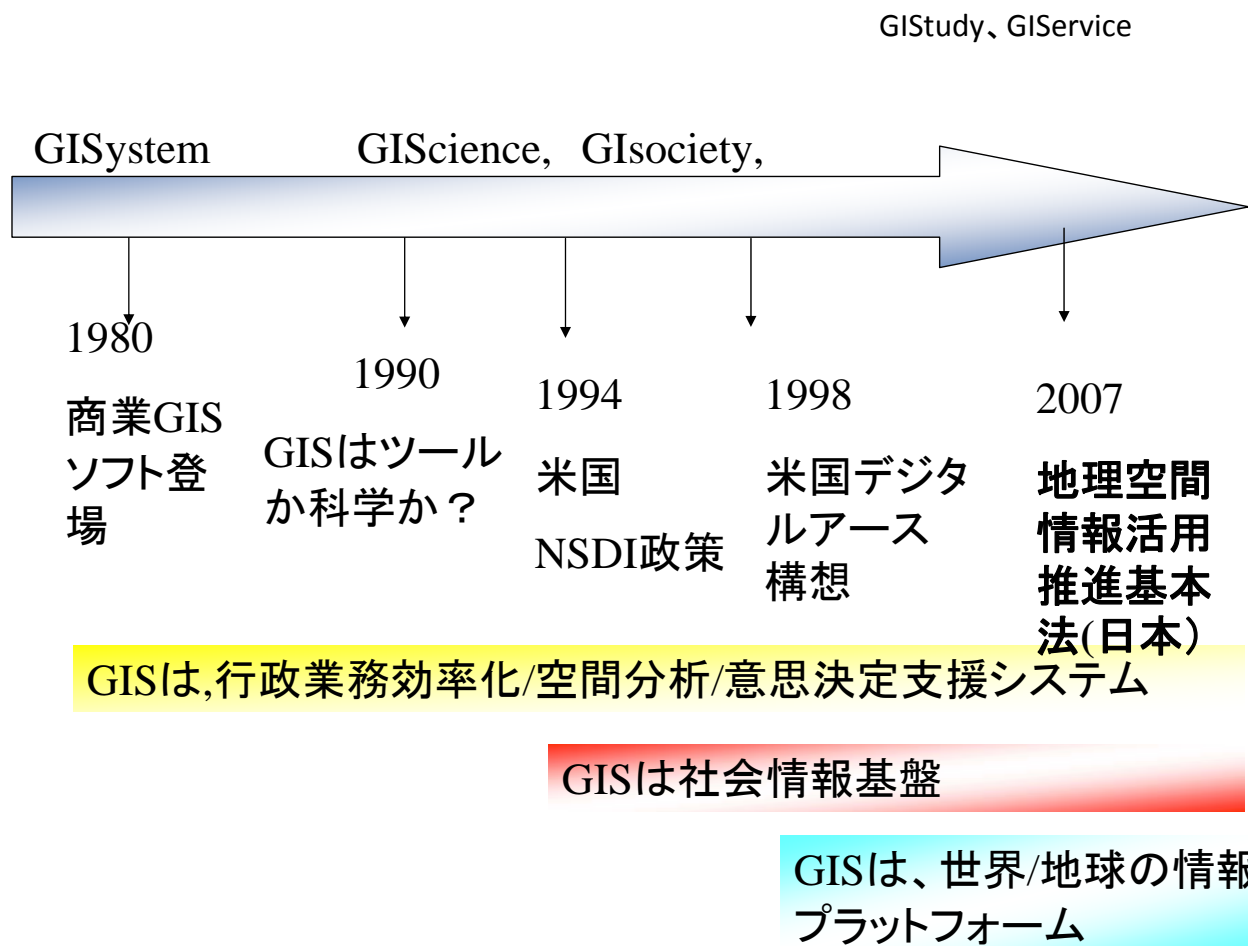 GIStudy、GIService
GISystem
GIScience, GIsociety,
1980
商業GIS
ソフト登
場
1990
GISはツール
か科学か？
1994
米国
NSDI政策
1998
米国デジタ
ルアース
構想
2007
地理空間
情報活用
推進基本
法(日本）
GISは,行政業務効率化/空間分析/意思決定支援システム
GISは社会情報基盤
GISは、世界/地球の情報
プラットフォーム